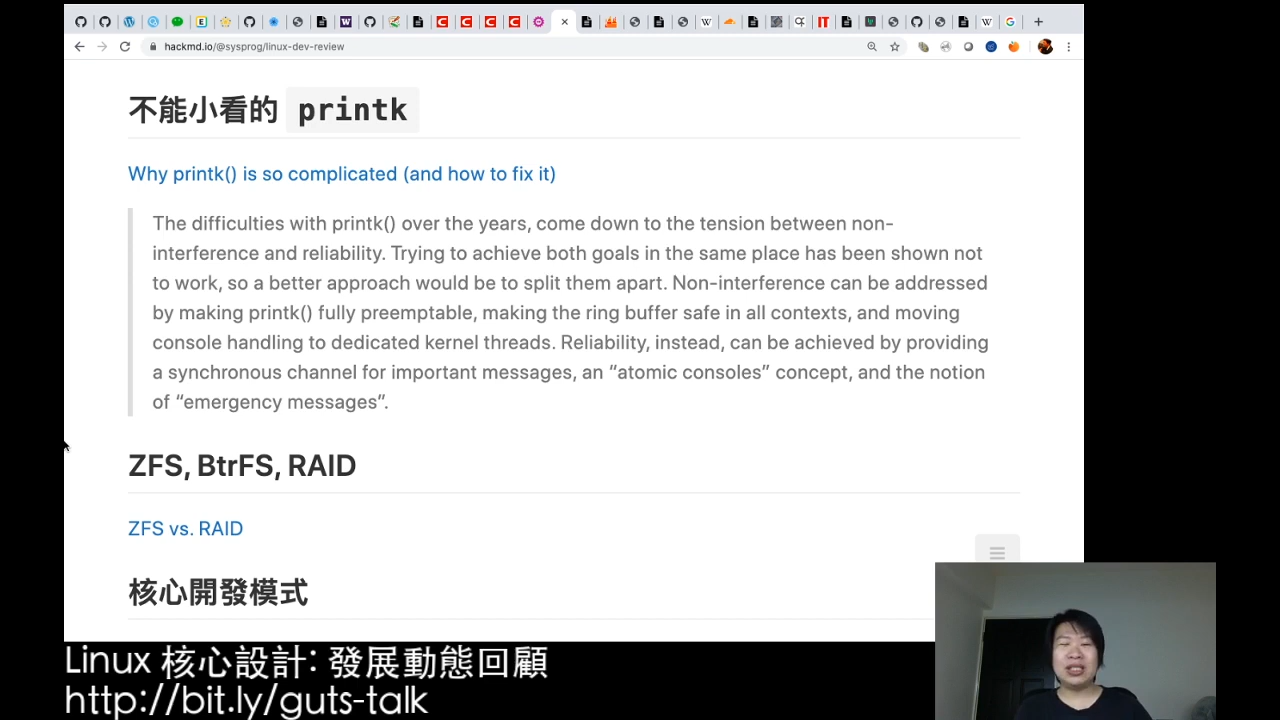 hackmd.io/@sysprog/linux-dev-review
不能小看的 printk
Why printk() is so complicated (and how to fix it)
The difficulties with printk() over the years, come down to the tension between non-
interference and reliability. Trying to achieve both goals in the same place has been shown not
to work, so a better approach would be to split them apart. Non-interference can be addressed
by making printk() fully preemptable, making the ring buffer safe in all contexts, and moving
console handling to dedicated kernel threads. Reliability, instead, can be achieved by providing
a synchronous channel for important messages, an “atomic consoles” concept, and the notion
of “emergency messages”.
ZFS, BtrFS, RAID
ZFS vs. RAID
核心開發模式
Linux 核心設計: 發展動態回顧
http://bit.ly/guts-talk